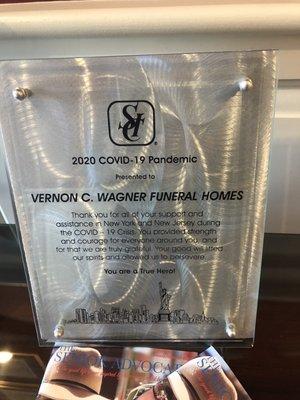 SCI
2020 COVID-19 Pandemic
Presented to
VERNON C. WAGNER FUNERAL HOMES
Thank you for all of your support and
assistance in New York and New Jersey during
the COVID - 19 Crisis. You provided strength
and courage for everyone around you, and
for that we are truly grateful. Your good will lifted
our spirits and allowed us to persevere.
You are a True Hero!
ADVOCATE